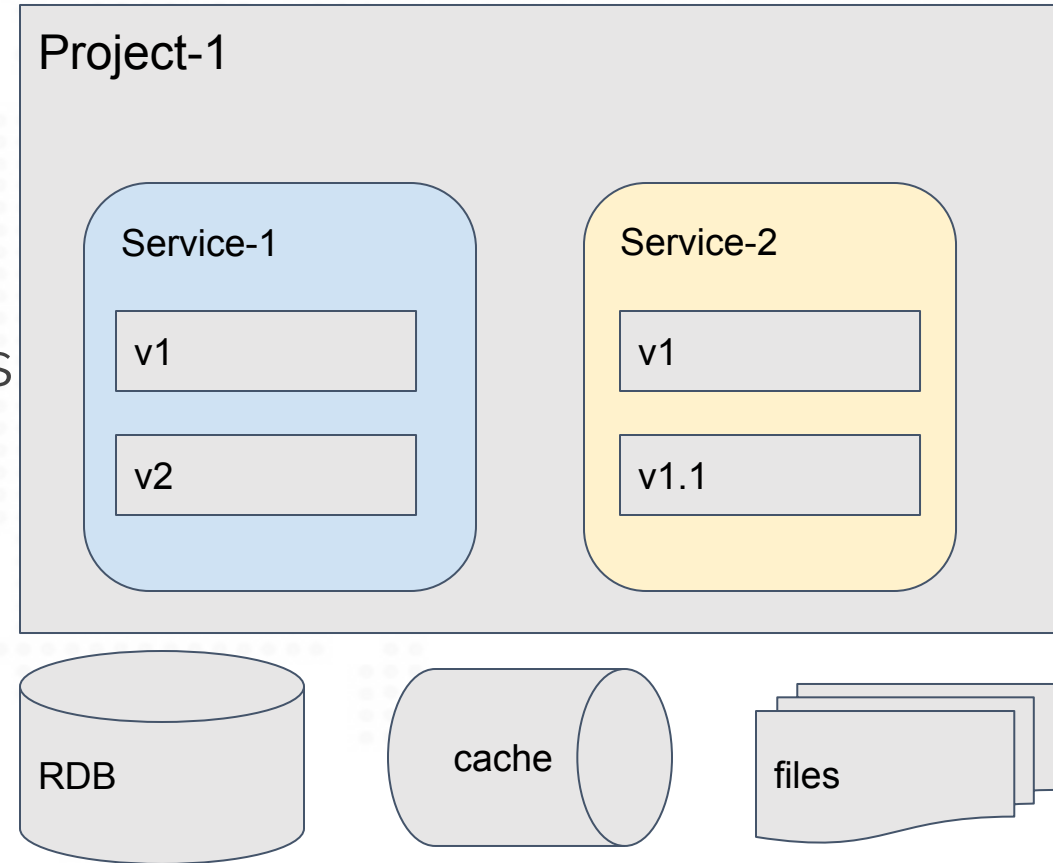 Project-1
Service-1
Service-2
v1
v1
v2
v1.1
s
RDB
cache
files